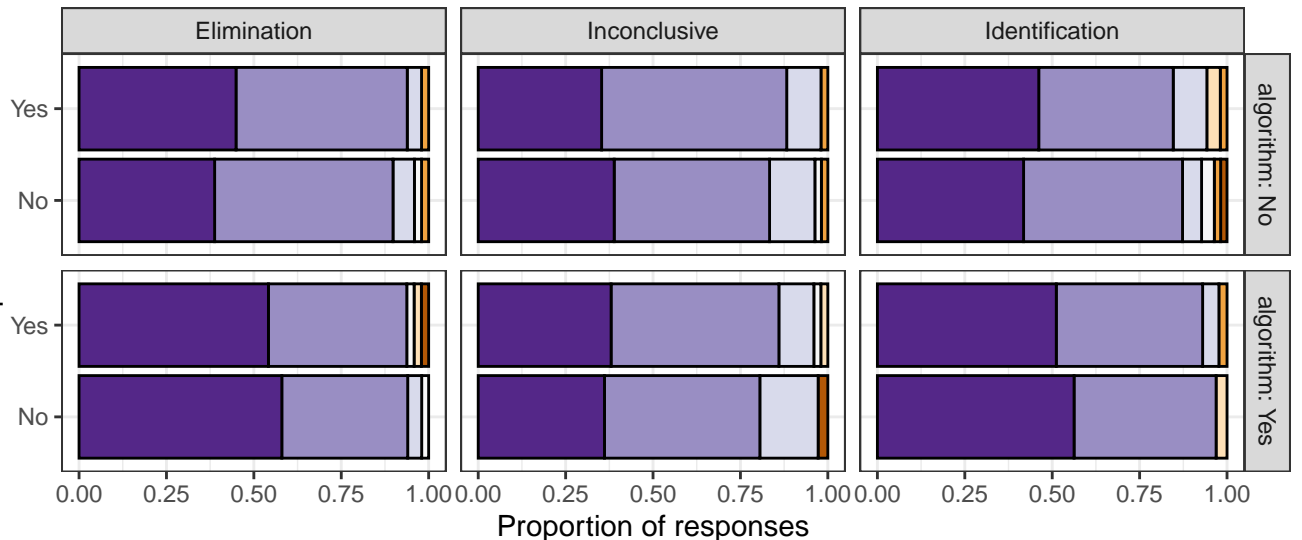 Elimination Inconclusive Identification
Yes
No
algorithm: No
Yes
No
algorithm: Yes
0.00 0.25 0.50 0.75 1.00 0.00 0.25 0.50 0.75 1.00 0.00 0.25 0.50 0.75 1.00
Proportion of responses